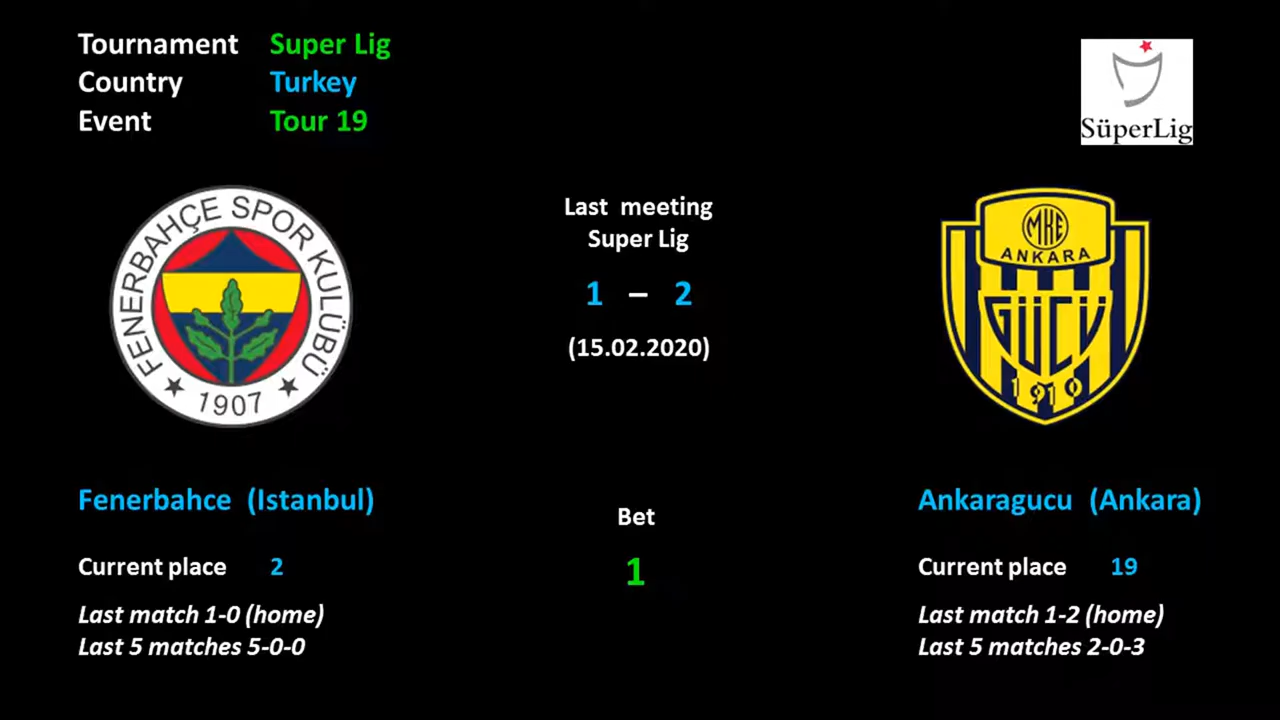 Tournament Super Lig
Country Turkey
Event Tour 19
SüperLig
FENERBAHÇE SPOR KULÜBÜ
1907
Last meeting
Super Lig
1 – 2
(15.02.2020)
MKE
ANKARA
GÜCÜ
1910
Fenerbahce (Istanbul)
Current place 2
Last match 1-0 (home)
Last 5 matches 5-0-0
Bet
1
Ankaragucu (Ankara)
Current place 19
Last match 1-2 (home)
Last 5 matches 2-0-3